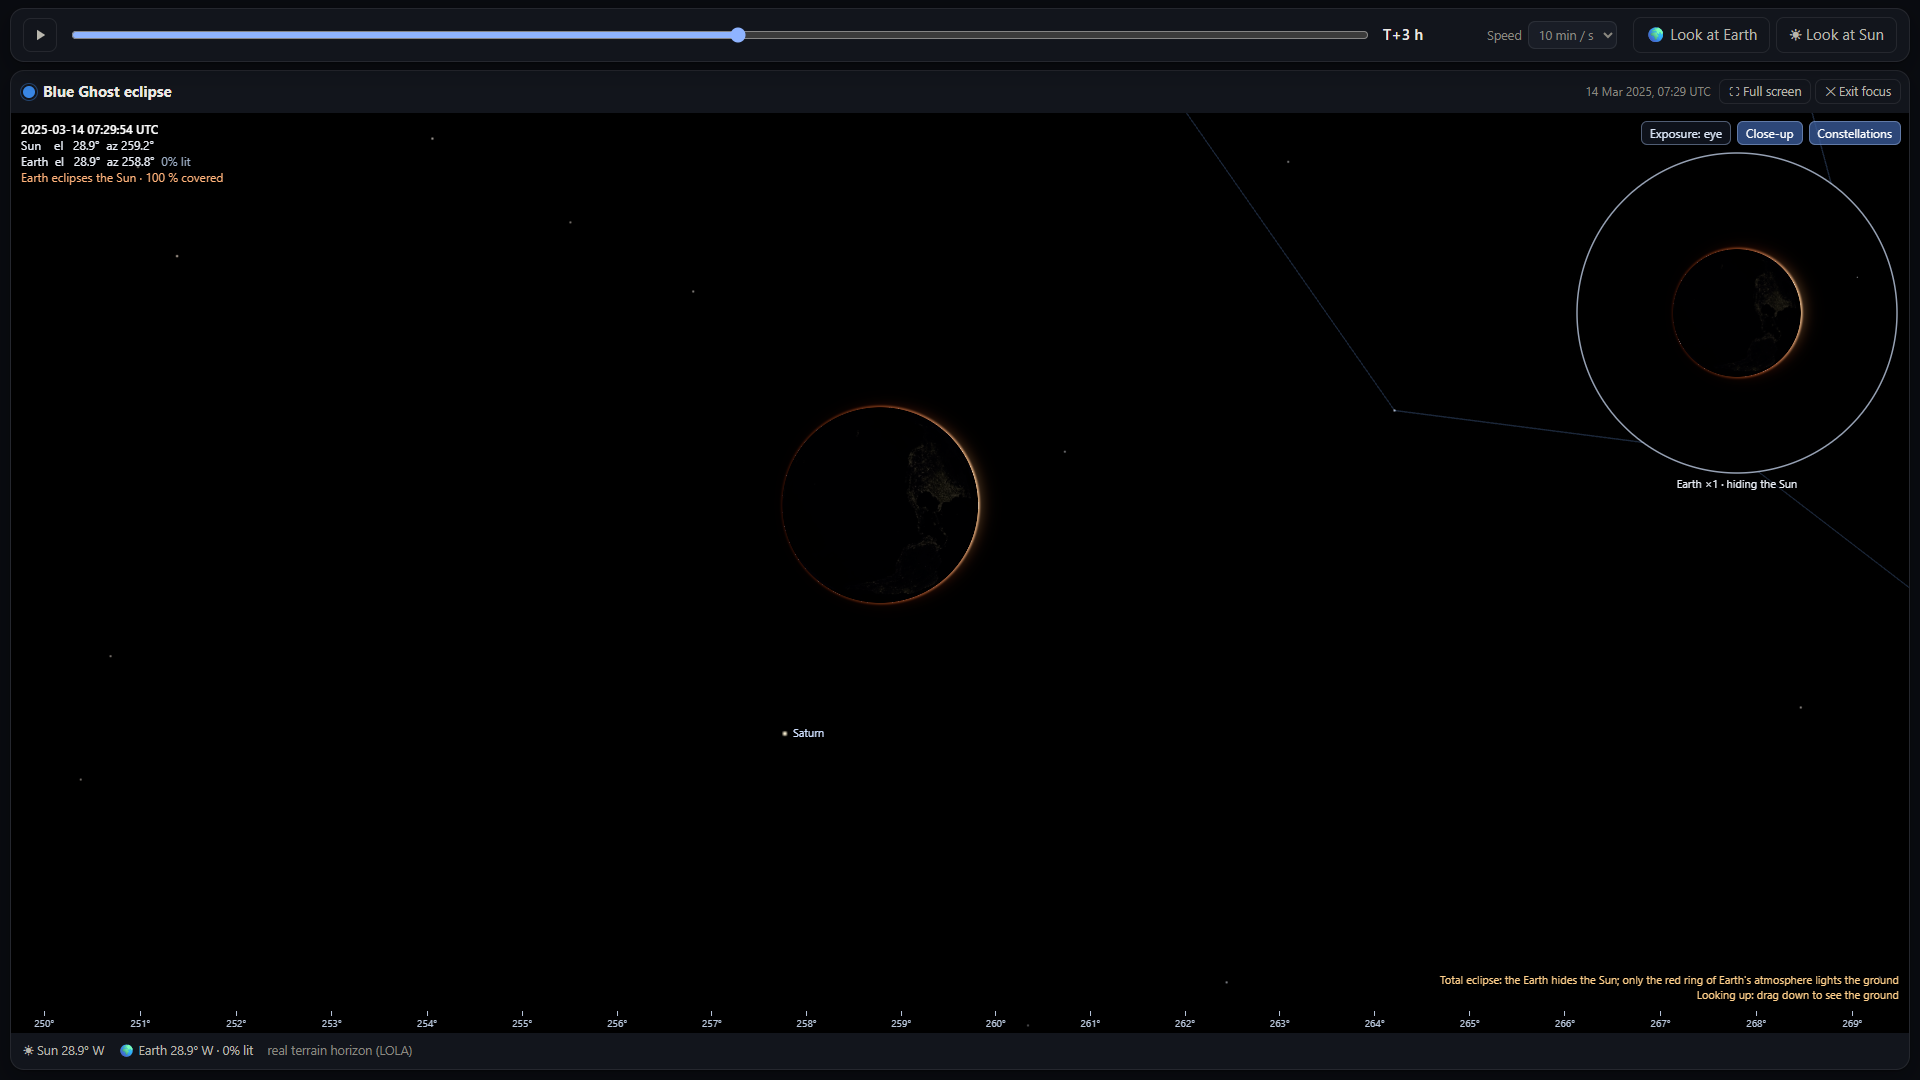 T+3 h
Speed 10 min / s
Look at Earth
Look at Sun
Blue Ghost eclipse
14 Mar 2025, 07:29 UTC
Full screen
Exit focus
2025-03-14 07:29:54 UTC
Sun el 28.9° az 259.2°
Earth el 28.9° az 258.8° 0% lit
Earth eclipses the Sun · 100 % covered
Exposure: eye
Close-up
Constellations
Earth ×1 · hiding the Sun
Saturn
Total eclipse: the Earth hides the Sun; only the red ring of Earth's atmosphere lights the ground
Looking up: drag down to see the ground
250° 251° 252° 253° 254° 255° 256° 257° 258° 259° 260° 261° 262° 263° 264° 265° 266° 267° 268° 269°
Sun 28.9° W Earth 28.9° W · 0% lit real terrain horizon (LOLA)